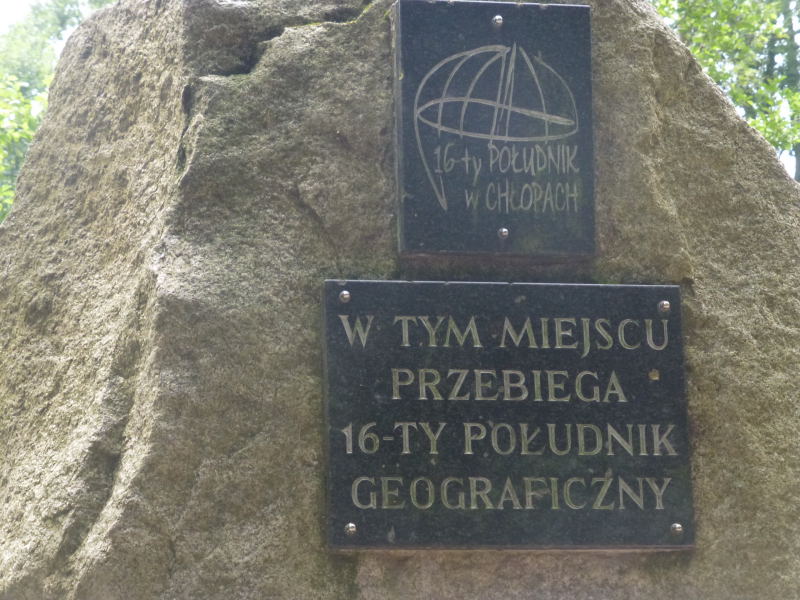 16-ty POŁUDNIK
w CHŁOPACH
W TYM MIEJSCU
PRZEBIEGA
16-TY POŁUDNIK
GEOGRAFICZNY